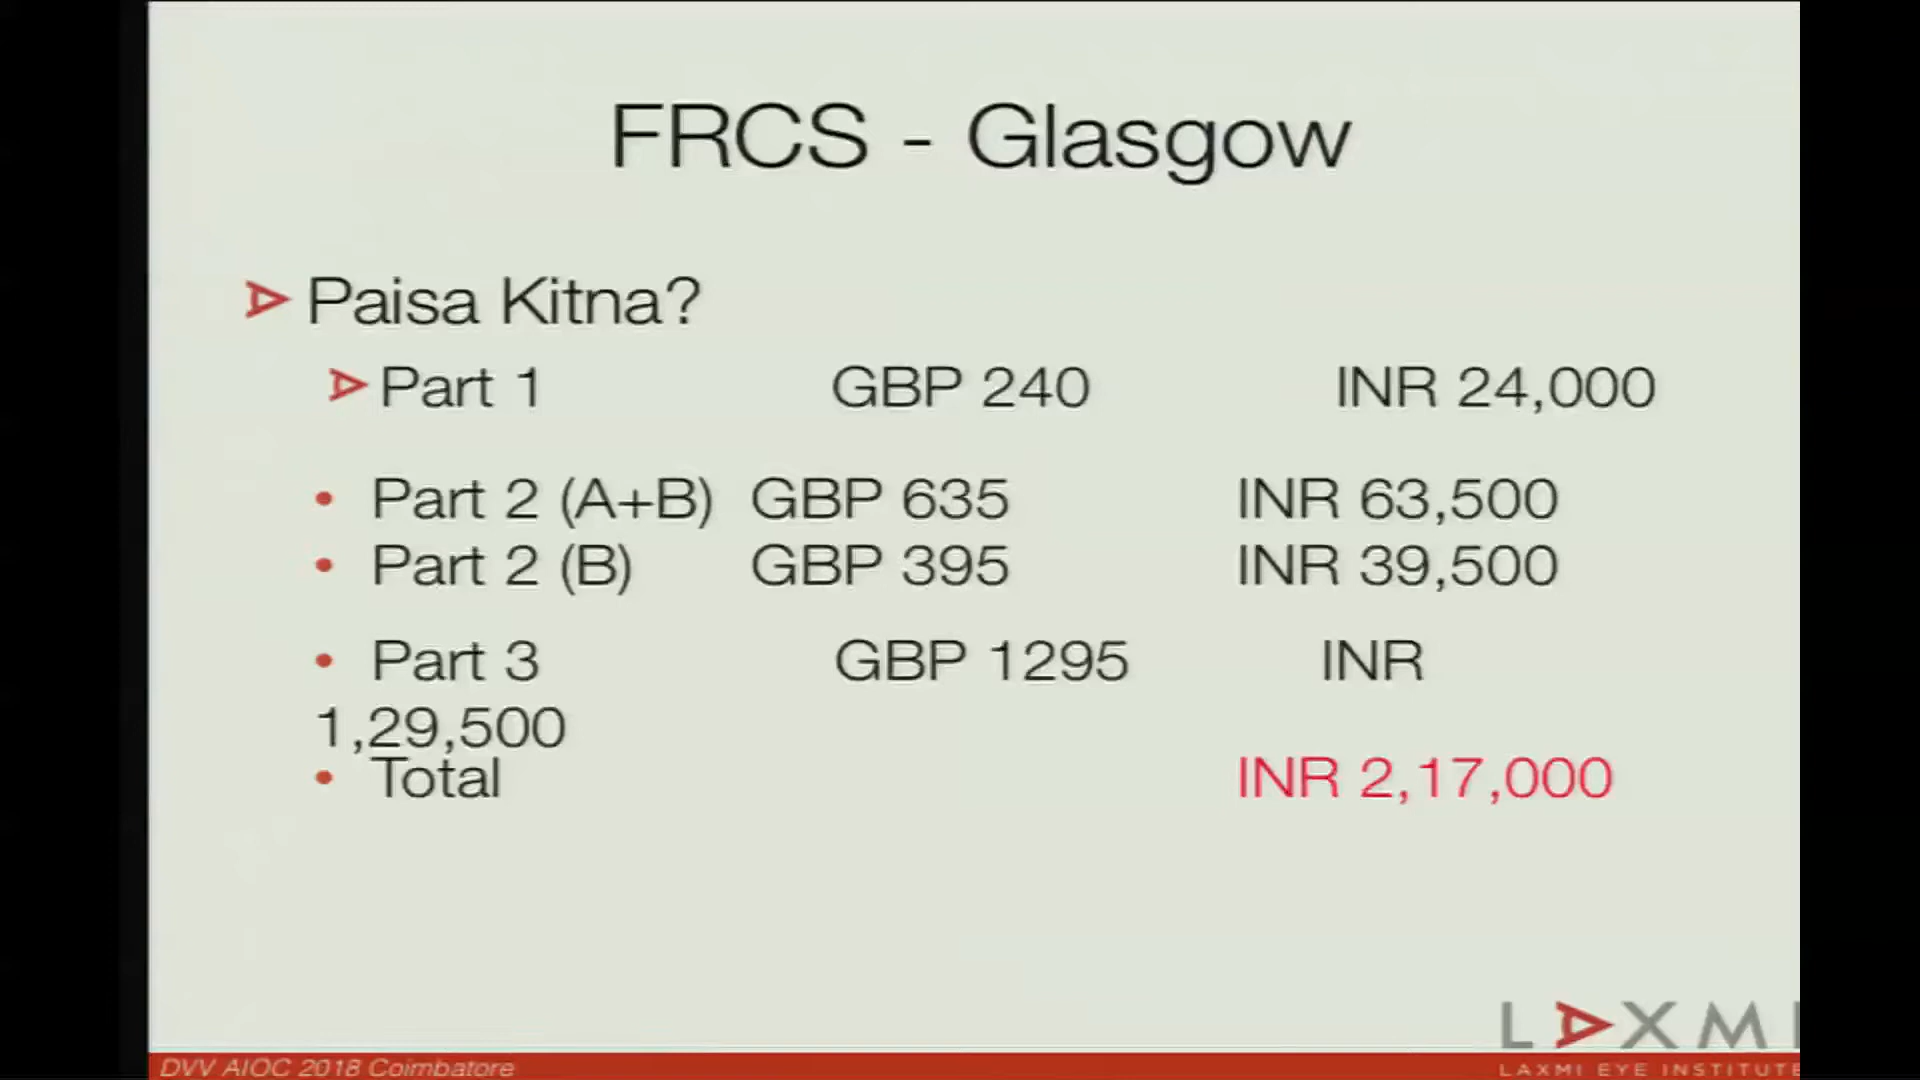 FRCS - Glasgow
Paisa Kitna?
Part 1 GBP 240 INR 24,000
• Part 2 (A+B) GBP 635 INR 63,500
• Part 2 (B) GBP 395 INR 39,500
• Part 3 GBP 1295 INR
1,29,500
• Total INR 2,17,000
LAXMI
LAXMI EYE INSTITUTE
DVV AIOC 2018 Coimbatore